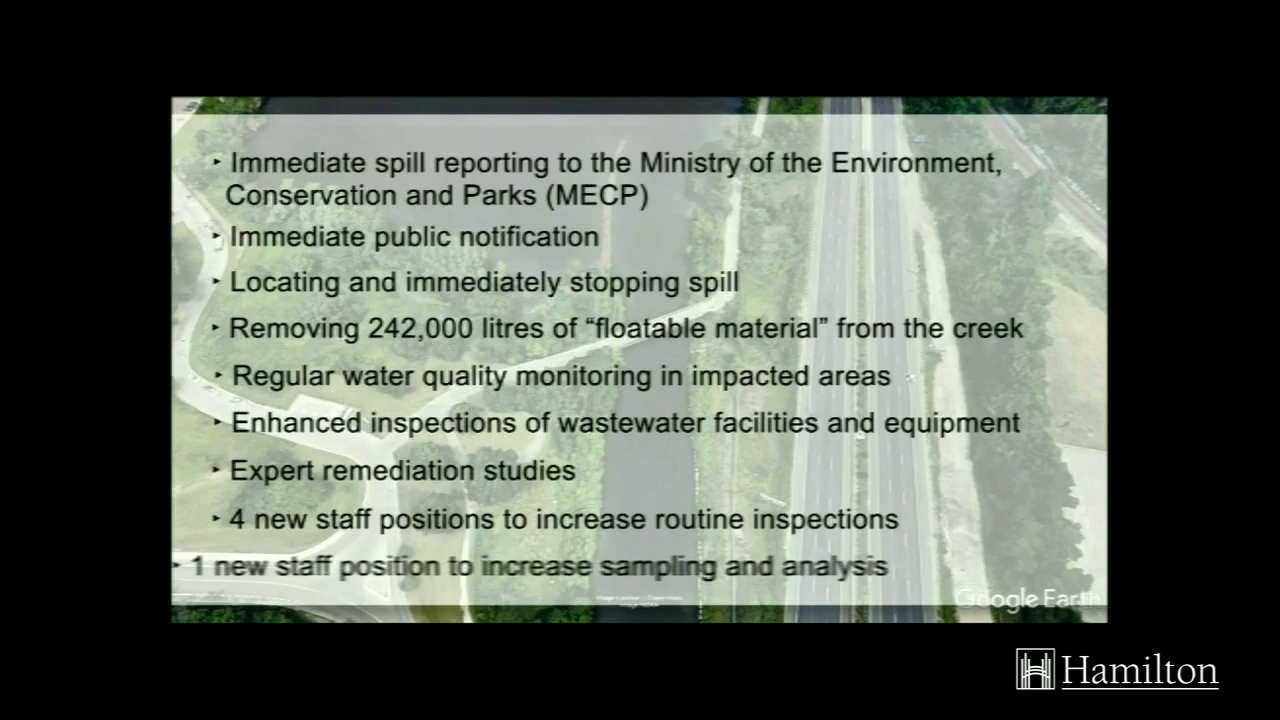 ‣ Immediate spill reporting to the Ministry of the Environment,
Conservation and Parks (MECP)
‣ Immediate public notification
‣ Locating and immediately stopping spill
‣ Removing 242,000 litres of “floatable material” from the creek
‣ Regular water quality monitoring in impacted areas
‣ Enhanced inspections of wastewater facilities and equipment
‣ Expert remediation studies
‣ 4 new staff positions to increase routine inspections
‣ 1 new staff position to increase sampling and analysis
Google Earth
Hamilton